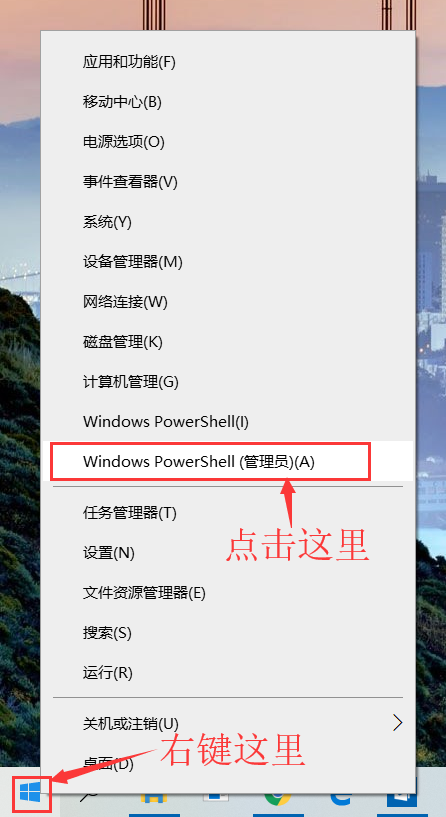 应用和功能(F)
移动中心(B)
电源选项(O)
事件查看器(V)
系统(Y)
设备管理器(M)
网络连接(W)
磁盘管理(K)
计算机管理(G)
Windows PowerShell(I)
Windows PowerShell (管理员)(A)
任务管理器(T)
点击这里
设置(N)
文件资源管理器(E)
搜索(S)
运行(R)
关机或注销(U)
右键这里
桌面(D)